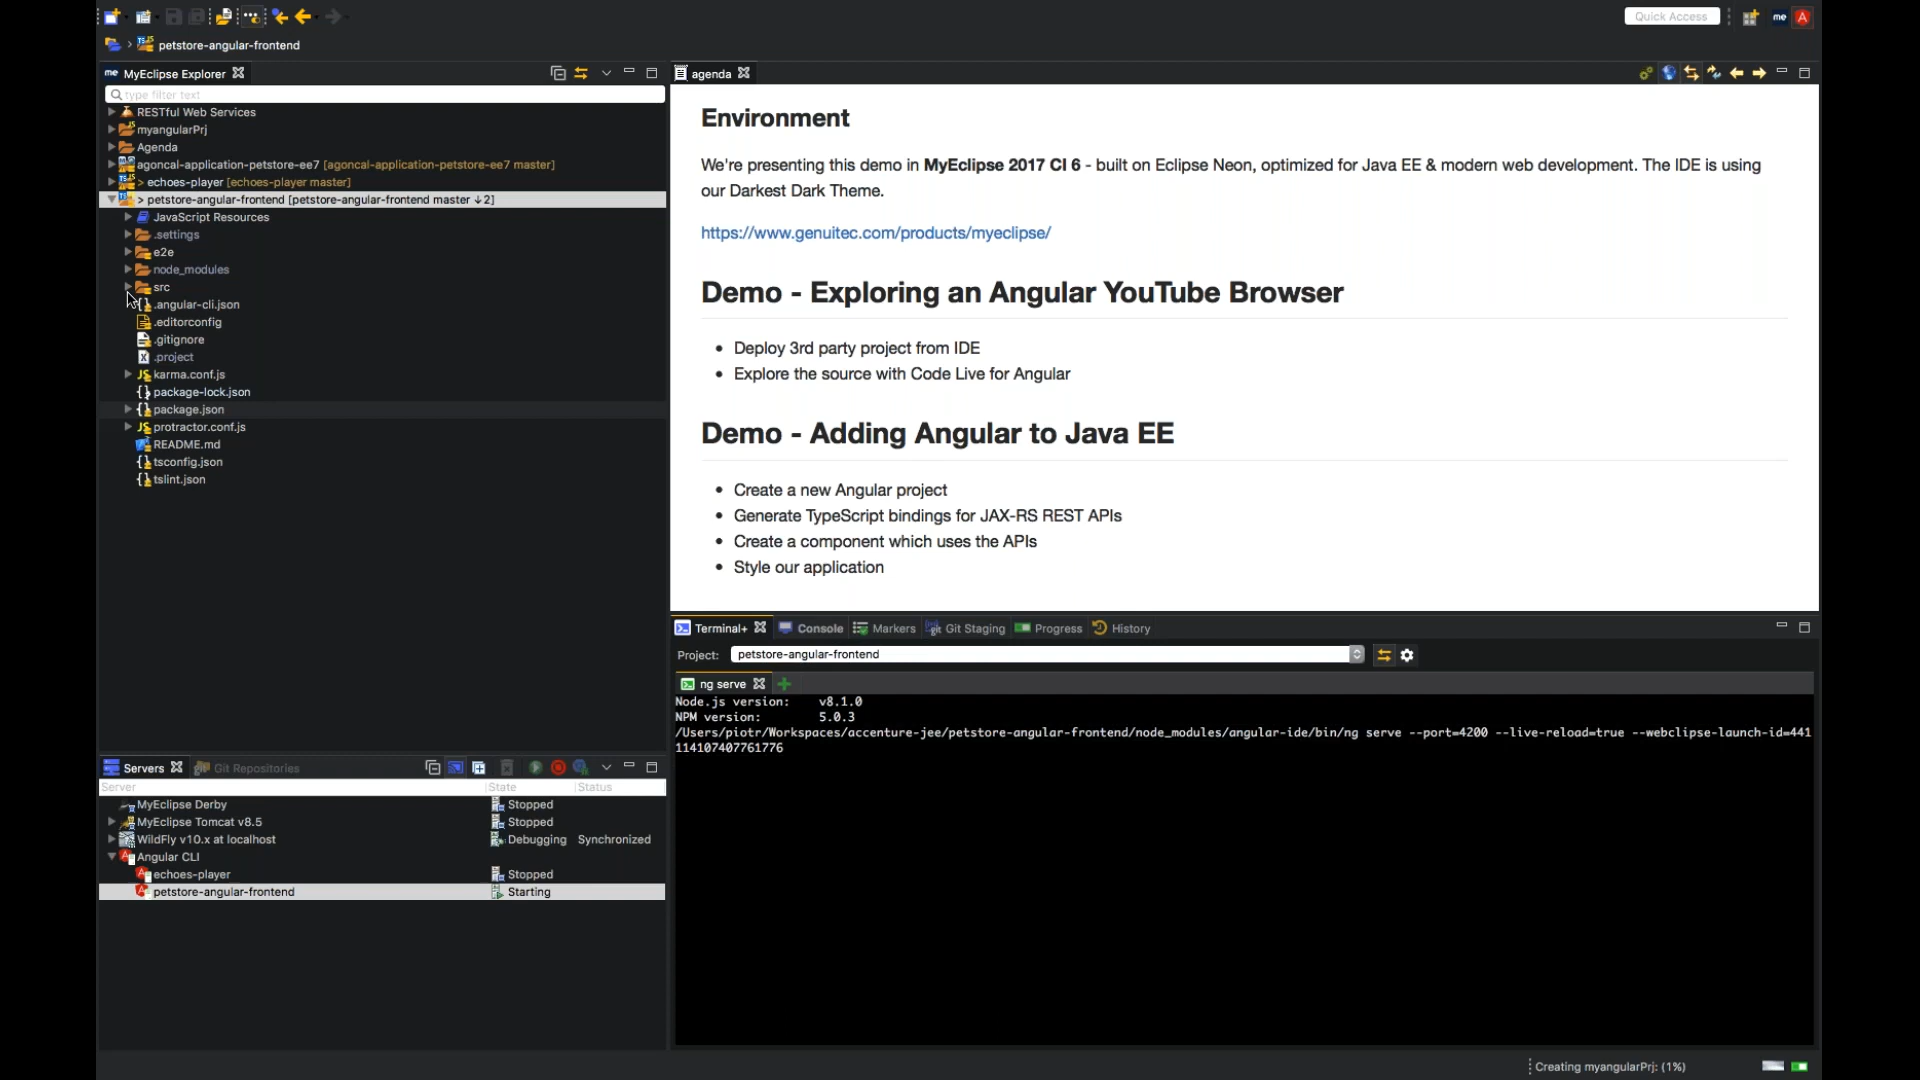 Quick Access
me
petstore-angular-frontend
me MyEclipse Explorer
type filter text
RESTful Web Services
myangularPrj
Agenda
agoncal-application-petstore-ee7 [agoncal-application-petstore-ee7 master]
> echoes-player [echoes-player master]
> petstore-angular-frontend [petstore-angular-frontend master ↓2]
JavaScript Resources
.settings
e2e
node_modules
src
.angular-cli.json
.editorconfig
.gitignore
.project
karma.conf.js
package-lock.json
package.json
protractor.conf.js
README.md
tsconfig.json
tslint.json
agenda
Environment
We're presenting this demo in MyEclipse 2017 CI 6 - built on Eclipse Neon, optimized for Java EE & modern web development. The IDE is using
our Darkest Dark Theme.
https://www.genuitec.com/products/myeclipse/
Demo - Exploring an Angular YouTube Browser
• Deploy 3rd party project from IDE
• Explore the source with Code Live for Angular
Demo - Adding Angular to Java EE
• Create a new Angular project
• Generate TypeScript bindings for JAX-RS REST APIs
• Create a component which uses the APIs
• Style our application
Terminal+ Console Markers Git Staging Progress History
Project: petstore-angular-frontend
ng serve
Node.js version: v8.1.0
NPM version: 5.0.3
/Users/piotr/Workspaces/accenture-jee/petstore-angular-frontend/node_modules/angular-ide/bin/ng serve --port=4200 --live-reload=true --webclipse-launch-id=441
114107407761776
Servers Git Repositories
Server State Status
MyEclipse Derby Stopped
MyEclipse Tomcat v8.5 Stopped
WildFly v10.x at localhost Debugging Synchronized
Angular CLI
echoes-player Stopped
petstore-angular-frontend Starting
Creating myangularPrj: (1%)